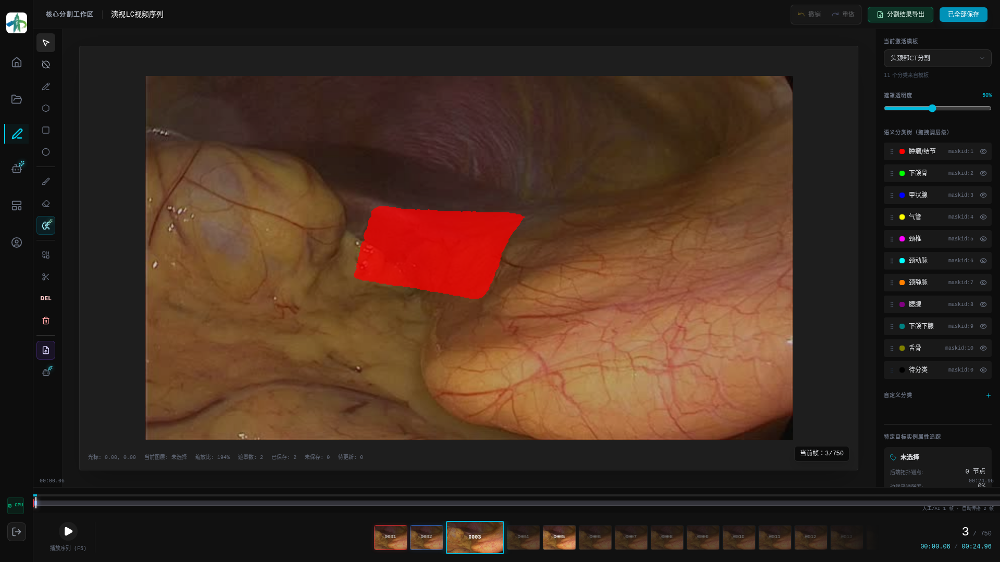 核心分割工作区
演视LC视频序列
撤销
重做
分割结果导出
已全部保存
DEL
当前激活模板
头颈部CT分割
11 个分类来自模板
遮罩透明度
50%
语义分类树（拖拽调层级）
肿瘤/结节 maskid:1
下颌骨 maskid:2
甲状腺 maskid:3
气管 maskid:4
颈椎 maskid:5
颈动脉 maskid:6
颈静脉 maskid:7
腮腺 maskid:8
下颌下腺 maskid:9
舌骨 maskid:10
待分类 maskid:0
自定义分类
特定目标实例属性追踪
未选择
后端拓扑锚点: 0 节点
边缘平滑强度: 0%
光标: 0.00, 0.00 当前图层: 未选择 缩放比: 194% 遮罩数: 2 已保存: 2 未保存: 0 待更新: 0
当前帧：3/750
00:00.06
00:24.96
人工/AI 1 帧 · 自动传播 2 帧
GPU
播放序列 (F5)
0001
0002
0003
0004
0005
0006
0007
0008
0009
0010
0011
0012
0013
3 / 750
00:00.06 / 00:24.96